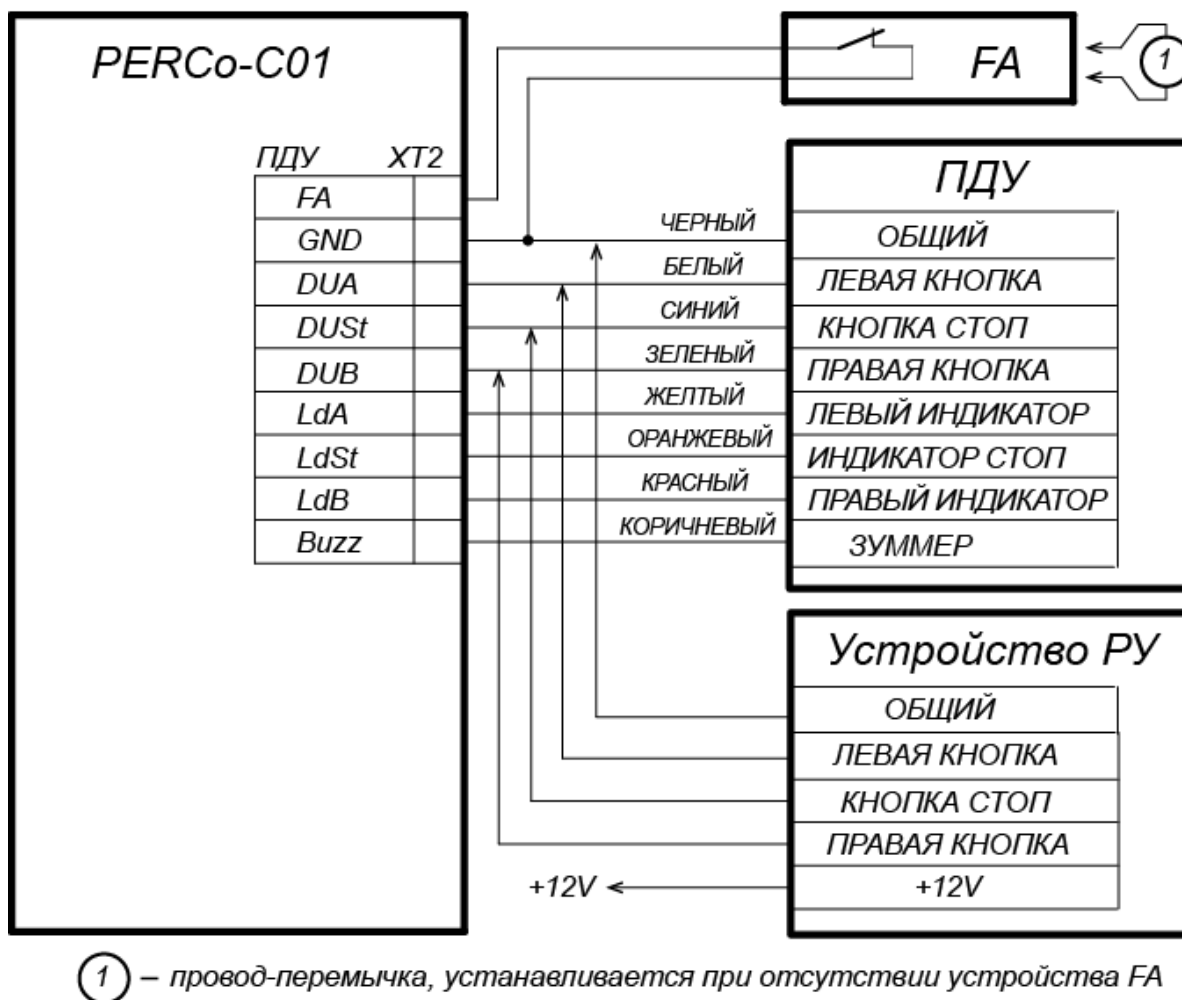 PERCo-C01
FA
1
ПДУ XT2
FA
GND
DUA
DUSt
DUB
LdA
LdSt
LdB
Buzz
ЧЕРНЫЙ
БЕЛЫЙ
СИНИЙ
ЗЕЛЕНЫЙ
ЖЕЛТЫЙ
ОРАНЖЕВЫЙ
КРАСНЫЙ
КОРИЧНЕВЫЙ
ПДУ
ОБЩИЙ
ЛЕВАЯ КНОПКА
КНОПКА СТОП
ПРАВАЯ КНОПКА
ЛЕВЫЙ ИНДИКАТОР
ИНДИКАТОР СТОП
ПРАВЫЙ ИНДИКАТОР
ЗУММЕР
Устройство РУ
ОБЩИЙ
ЛЕВАЯ КНОПКА
КНОПКА СТОП
ПРАВАЯ КНОПКА
+12V
+12V
1 – провод-перемычка, устанавливается при отсутствии устройства FA